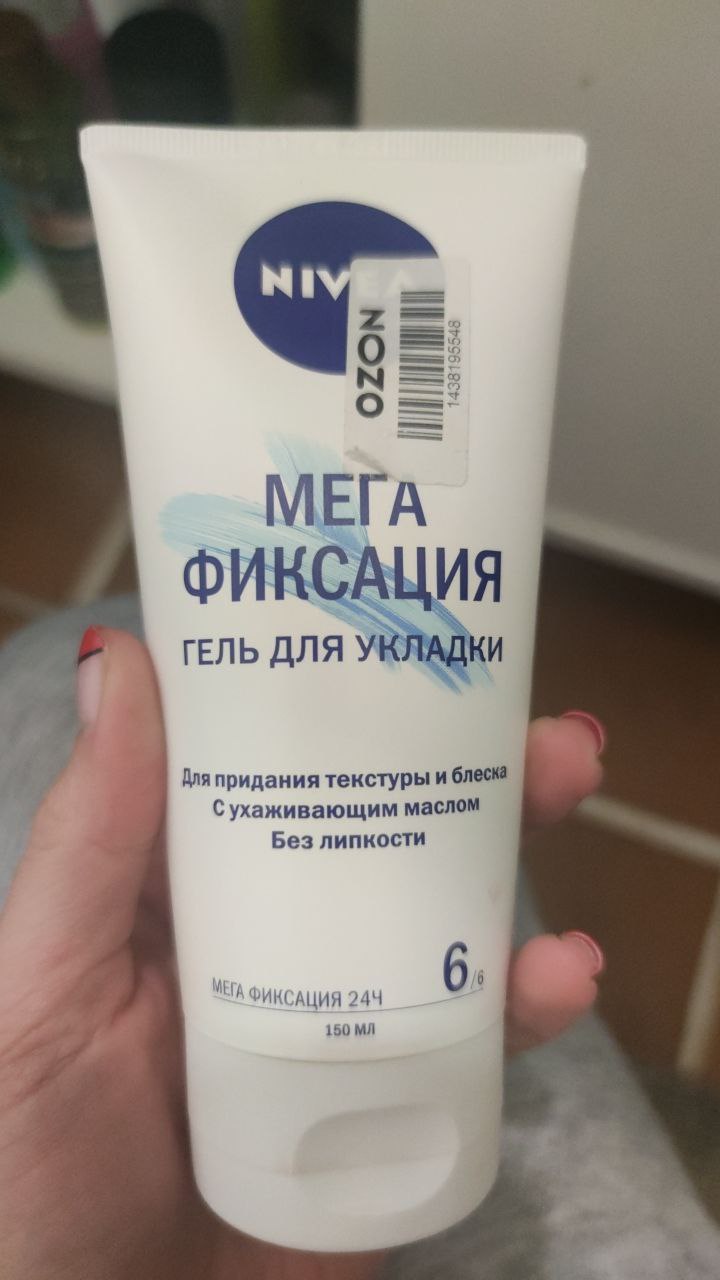 NIVEA
OZON
1438195548
МЕГА
ФИКСАЦИЯ
ГЕЛЬ ДЛЯ УКЛАДКИ
Для придания текстуры и блеска
С ухаживающим маслом
Без липкости
6/6
МЕГА ФИКСАЦИЯ 24Ч
150 МЛ